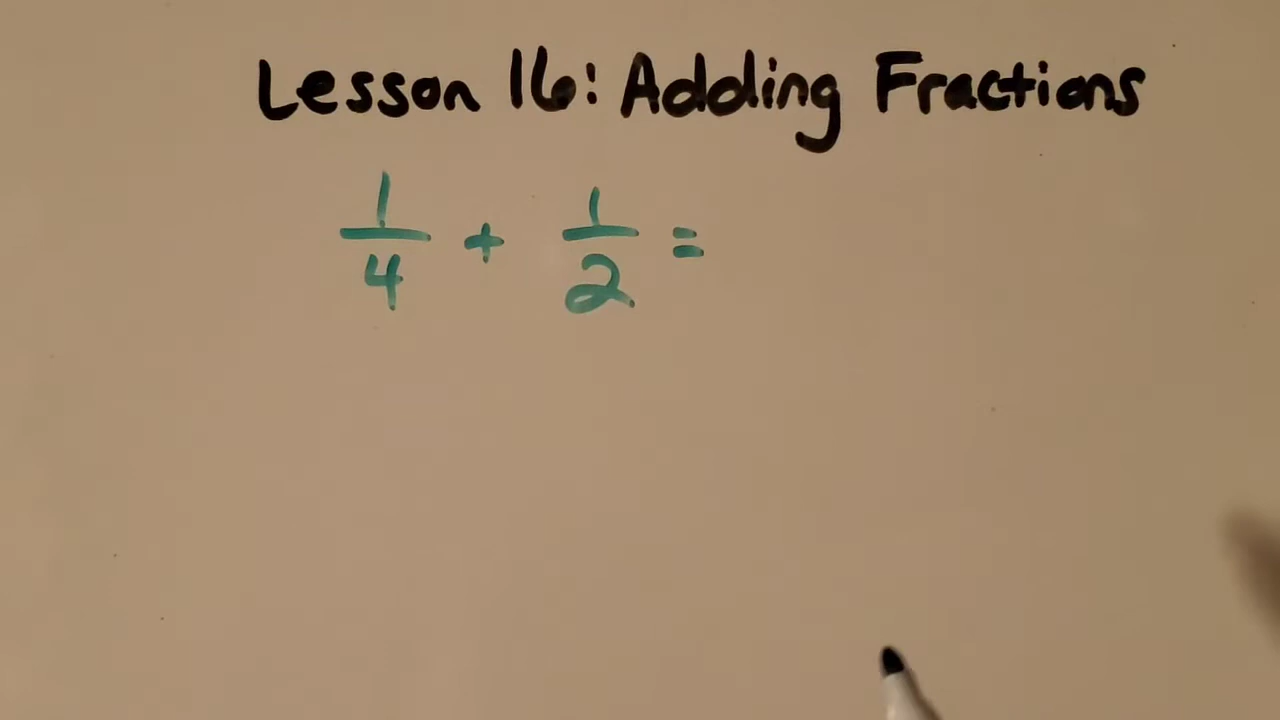 Lesson 16: Adding Fractions
1/4 + 1/2 =